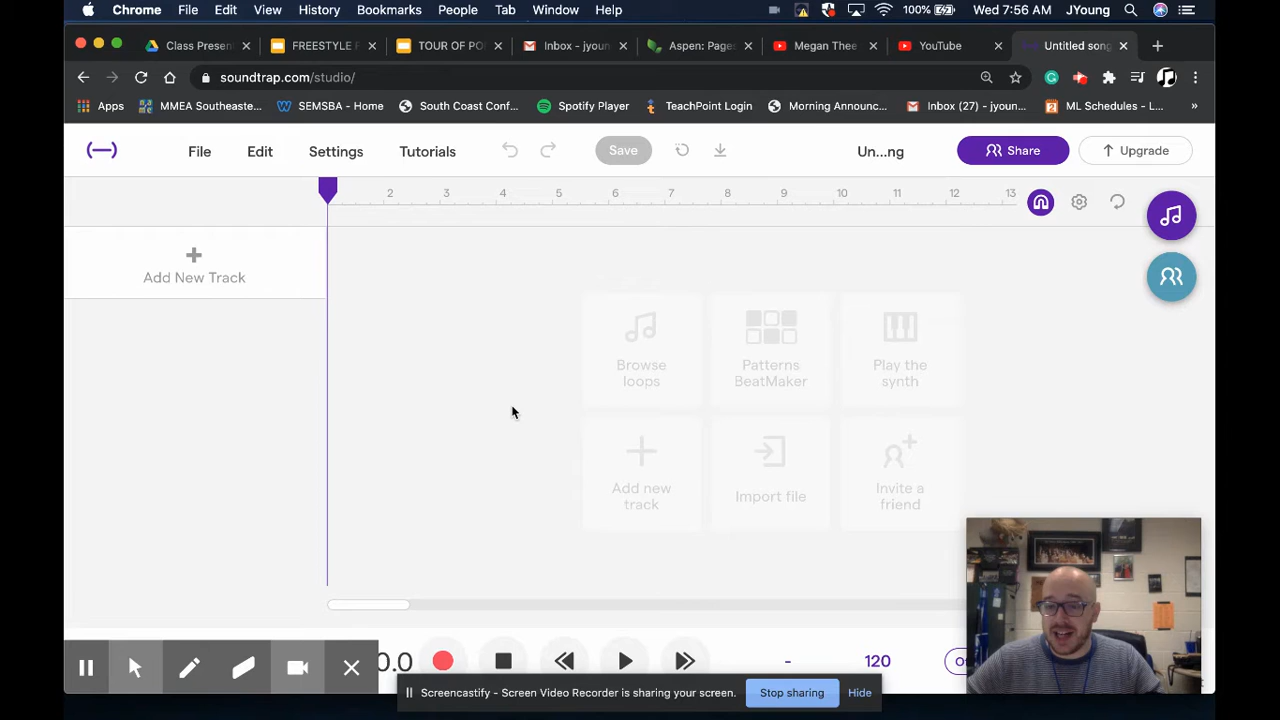 Chrome File Edit View History Bookmarks People Tab Window Help 100% Wed 7:56 AM JYoung
Class Presen FREESTYLE F TOUR OF PO Inbox - jyoun Aspen: Page Megan Thee YouTube Untitled song
soundtrap.com/studio/
Apps MMEA Southeaste... SEMSBA - Home South Coast Conf... Spotify Player TeachPoint Login Morning Announc... Inbox (27) - jyoun... ML Schedules - L... »
File Edit Settings Tutorials Save Un...ng Share Upgrade
2 3 4 5 6 7 8 9 10 11 12 13
Add New Track
Browse
loops
Patterns
BeatMaker
Play the
synth
Add new
track
Import file
Invite a
friend
0.0 - 120
Screencastify - Screen Video Recorder is sharing your screen. Stop sharing Hide